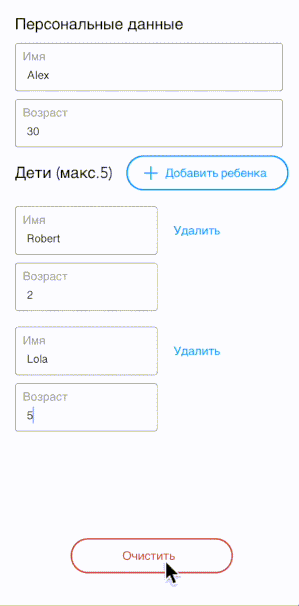 Персональные данные
Имя
Alex
Возраст
30
Дети (макс.5)
Добавить ребенка
Имя
Robert
Удалить
Возраст
2
Имя
Lola
Удалить
Возраст
5
Очистить